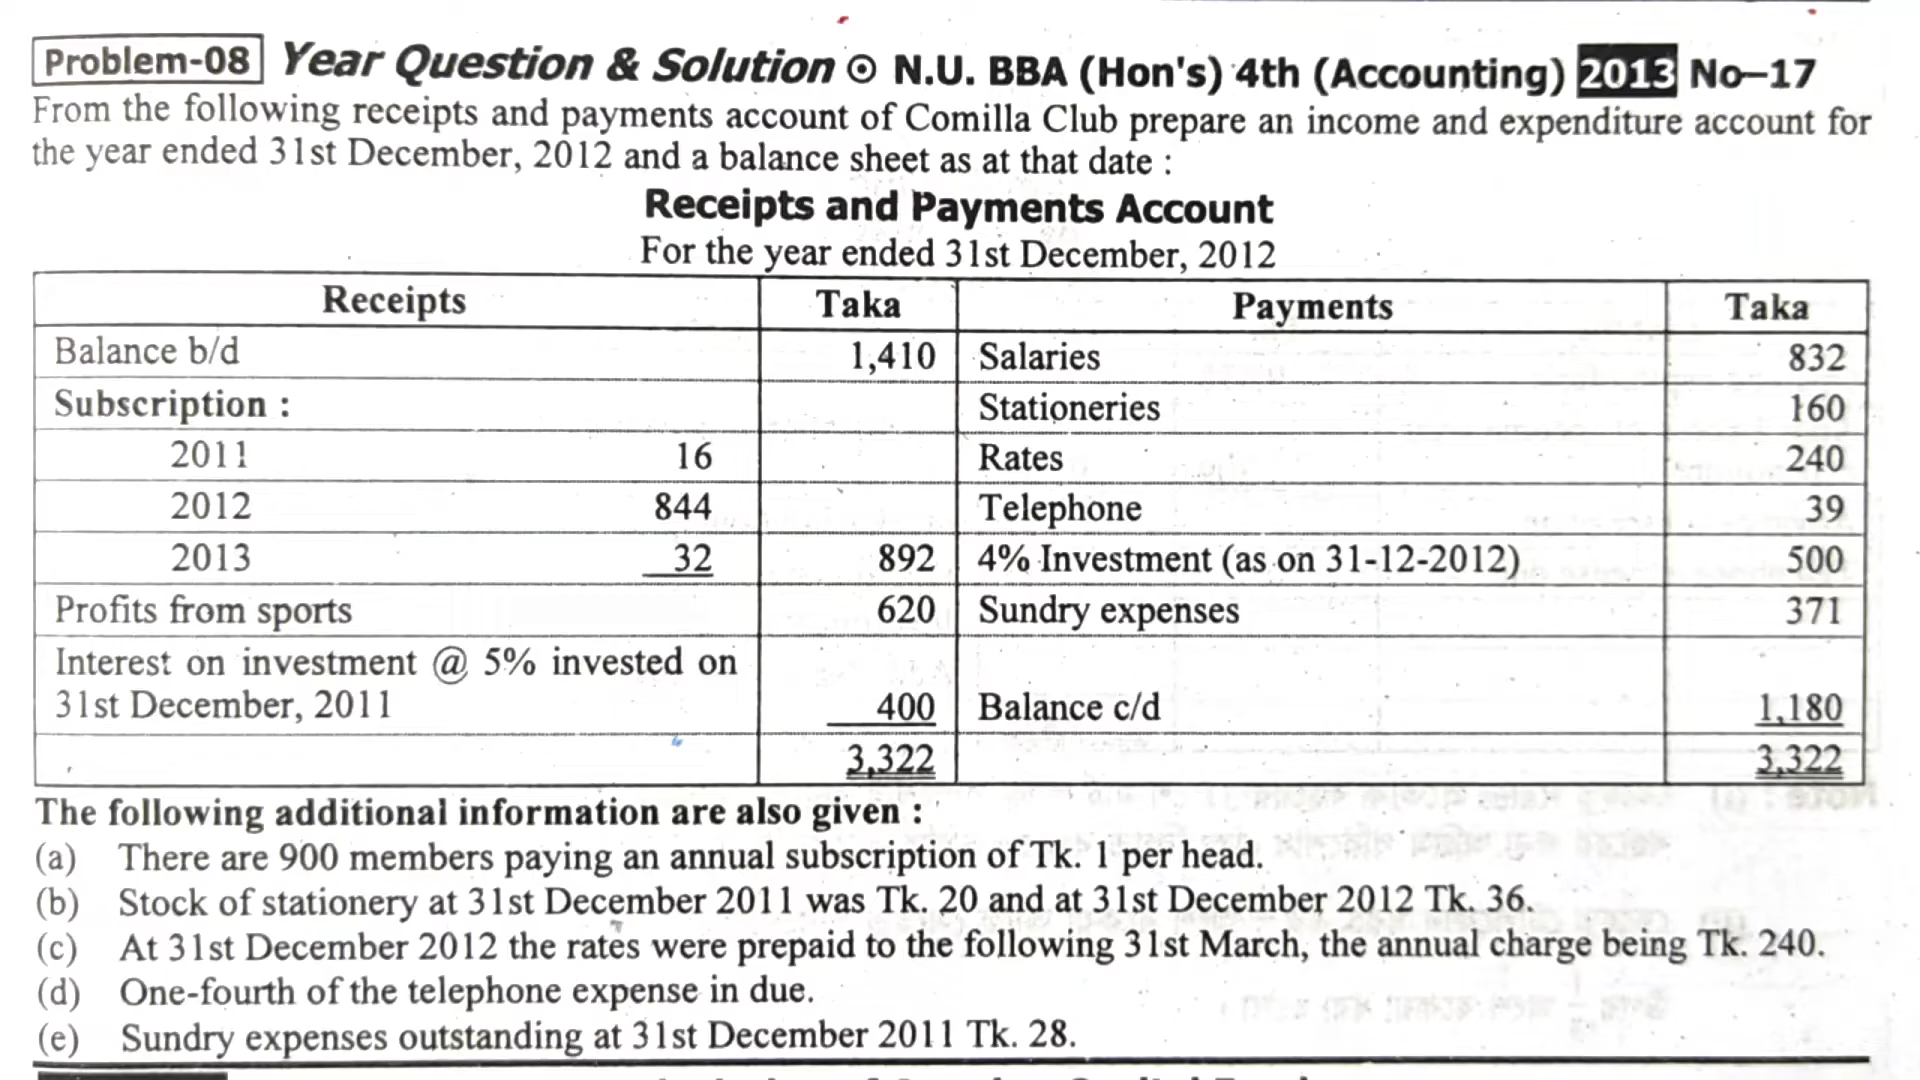 Problem-08 Year Question & Solution ⊙ N.U. BBA (Hon's) 4th (Accounting) 2013 No–17
From the following receipts and payments account of Comilla Club prepare an income and expenditure account for
the year ended 31st December, 2012 and a balance sheet as at that date :
Receipts and Payments Account
For the year ended 31st December, 2012
Receipts Taka Payments Taka
Balance b/d 1,410 Salaries 832
Subscription : Stationeries 160
2011 16 Rates 240
2012 844 Telephone 39
2013 32 892 4% Investment (as on 31-12-2012) 500
Profits from sports 620 Sundry expenses 371
Interest on investment @ 5% invested on
31st December, 2011 400 Balance c/d 1,180
3,322 3,322
The following additional information are also given :
(a) There are 900 members paying an annual subscription of Tk. 1 per head.
(b) Stock of stationery at 31st December 2011 was Tk. 20 and at 31st December 2012 Tk. 36.
(c) At 31st December 2012 the rates were prepaid to the following 31st March, the annual charge being Tk. 240.
(d) One-fourth of the telephone expense in due.
(e) Sundry expenses outstanding at 31st December 2011 Tk. 28.